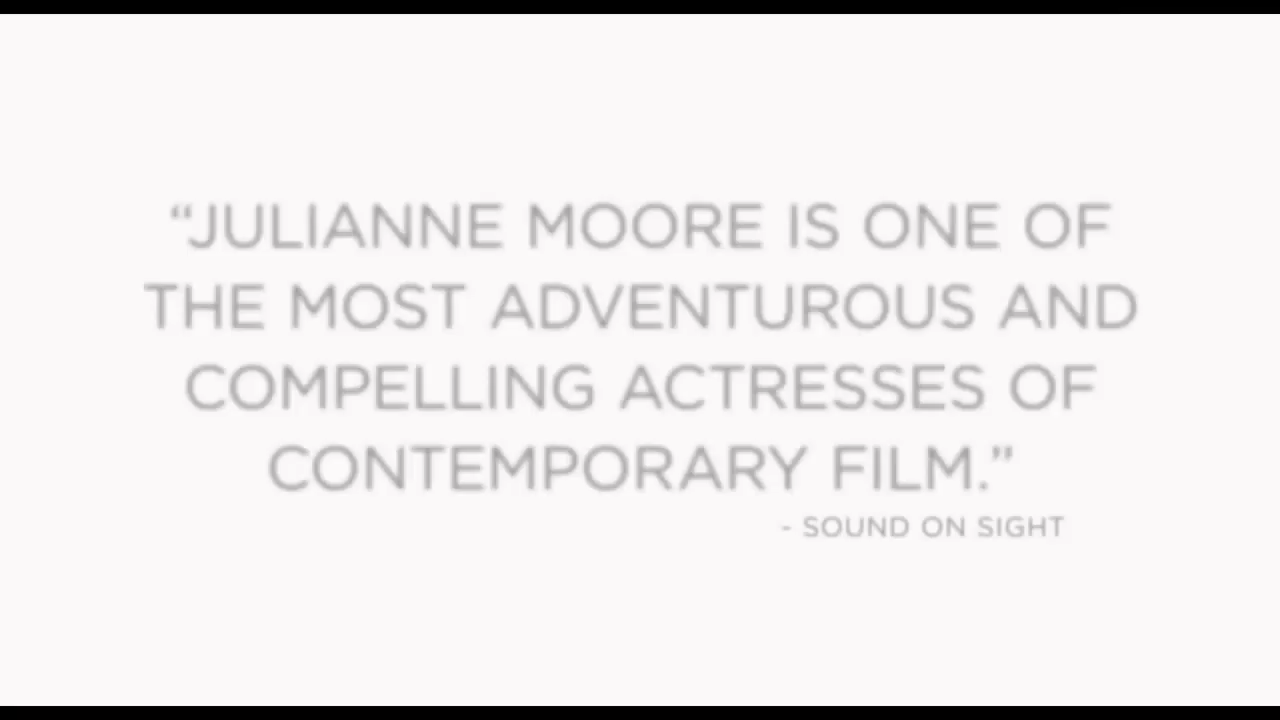 “JULIANNE MOORE IS ONE OF
THE MOST ADVENTUROUS AND
COMPELLING ACTRESSES OF
CONTEMPORARY FILM.”
- SOUND ON SIGHT